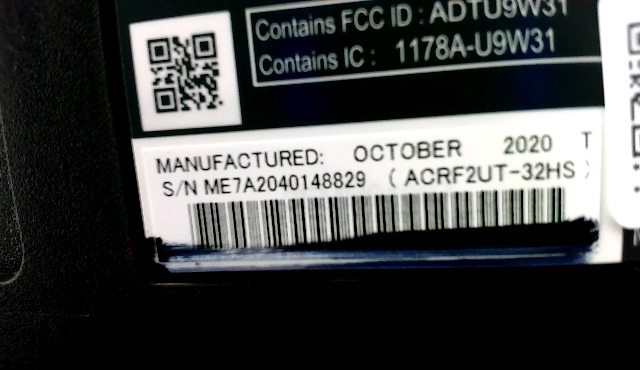 Contains FCC ID : ADTU9W31
Contains IC : 1178A-U9W31
MANUFACTURED: OCTOBER 2020 T
S/N ME7A2040148829 ( ACRF2UT-32HS )